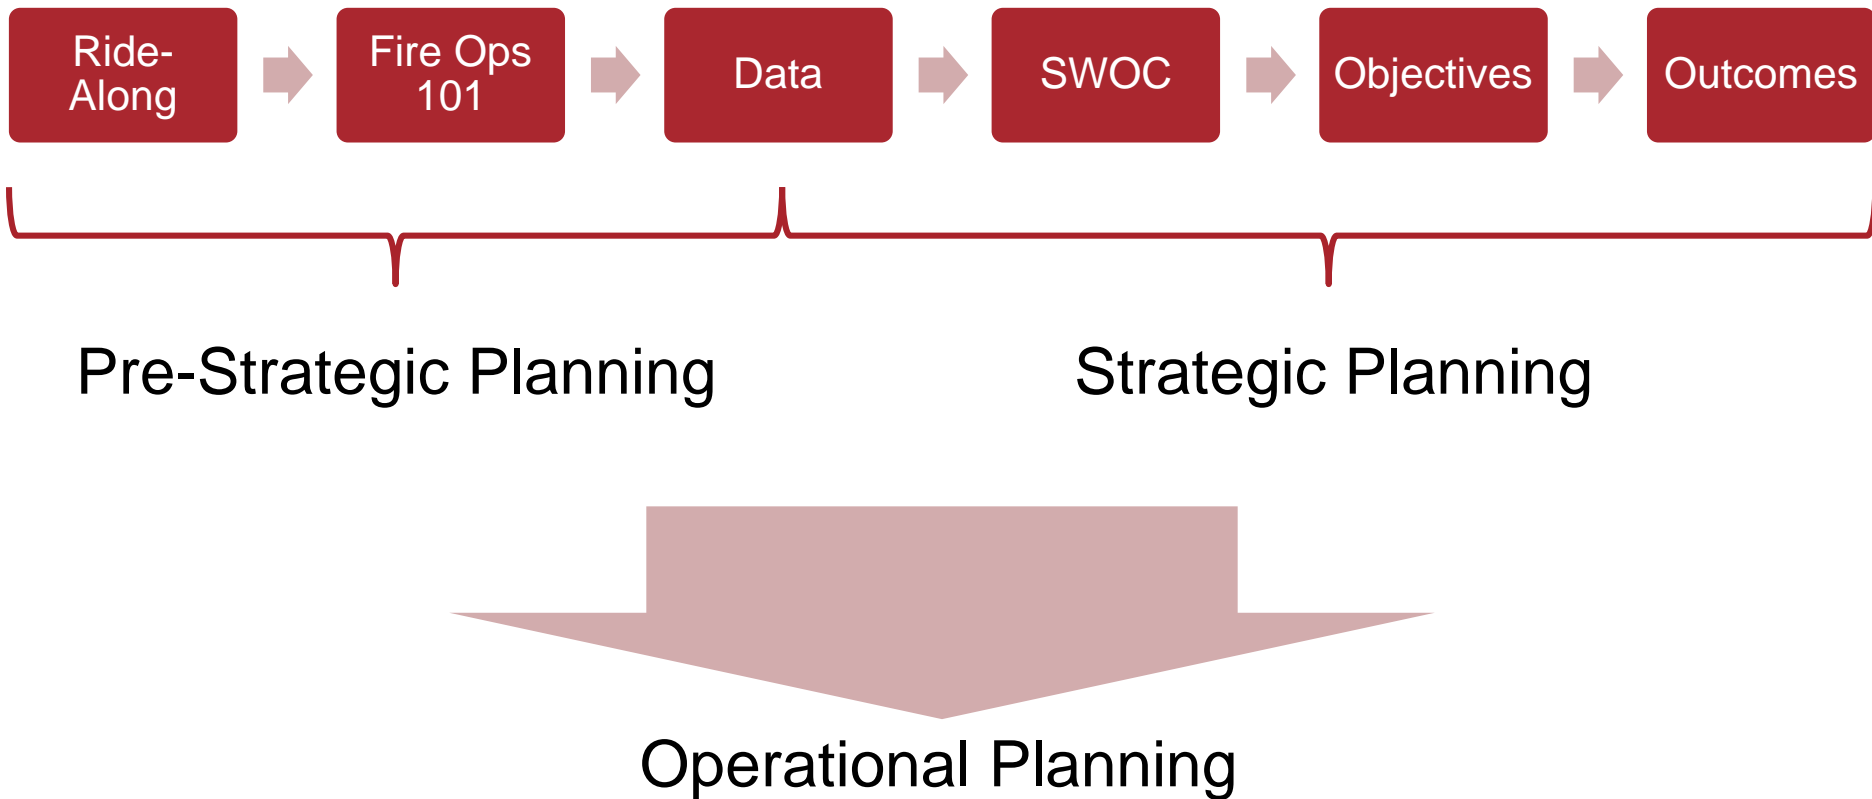 Ride-
Along
Fire Ops
101
Data
SWOC
Objectives
Outcomes
Pre-Strategic Planning
Strategic Planning
Operational Planning